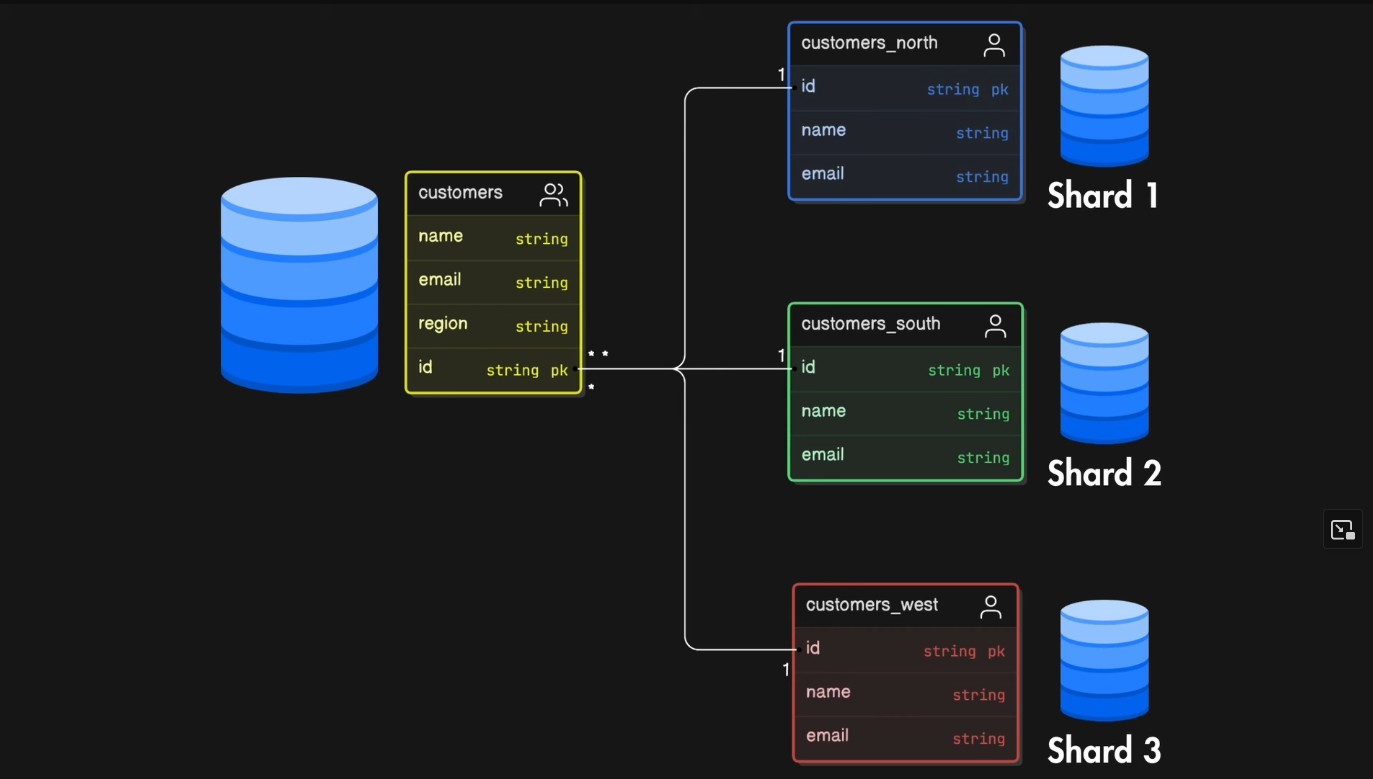 customers
name string
email string
region string
id string pk
* *
*
1
customers_north
id string pk
name string
email string
Shard 1
1
customers_south
id string pk
name string
email string
Shard 2
1
customers_west
id string pk
name string
email string
Shard 3